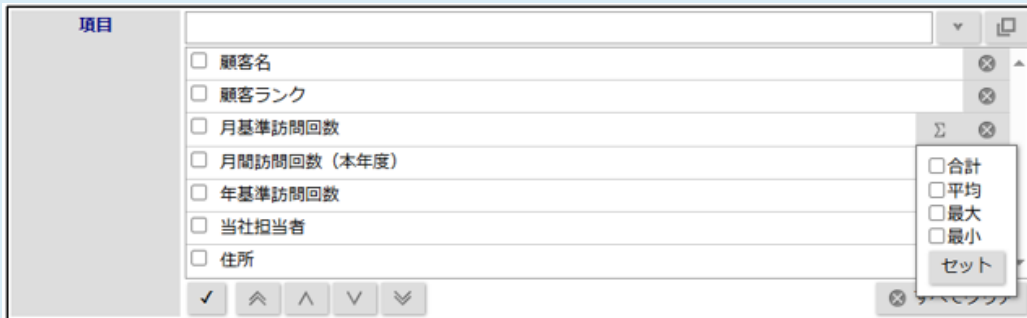 項目
顧客名
顧客ランク
月基準訪問回数 Σ
月間訪問回数（本年度）
年基準訪問回数
当社担当者
住所
合計
平均
最大
最小
セット